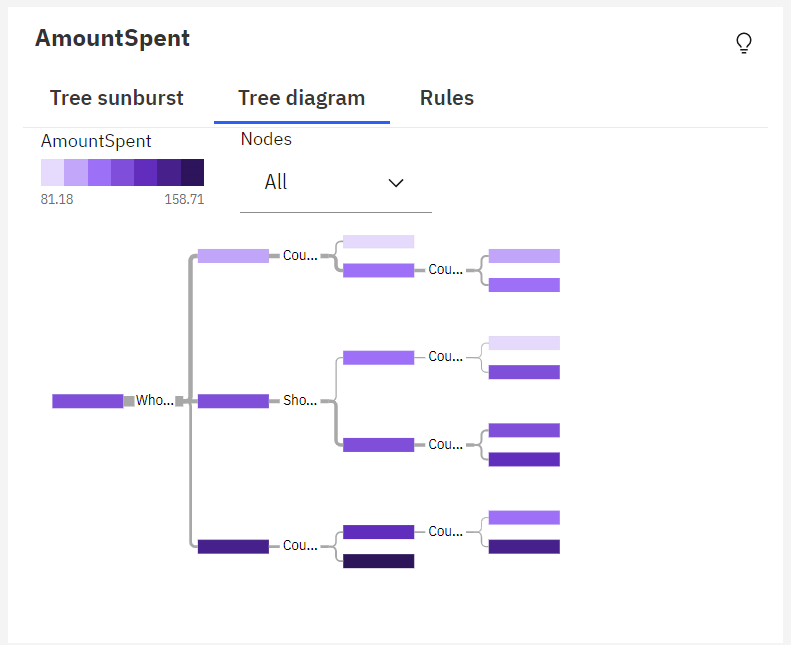 AmountSpent
Tree sunburst
Tree diagram
Rules
AmountSpent
Nodes
81.18
158.71
All
Cou...
Cou...
Cou...
Who...
Sho...
Cou...
Cou...
Cou...